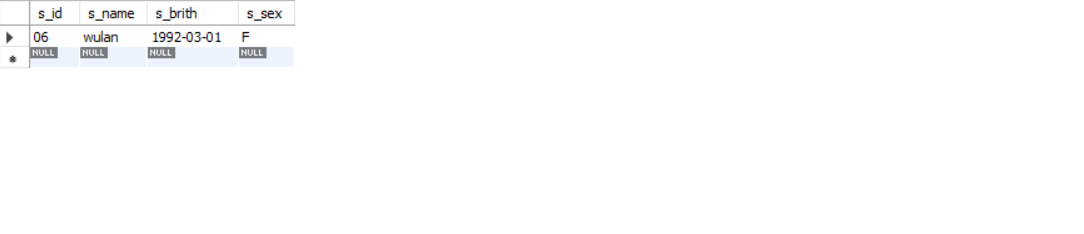 s_id s_name s_brith s_sex
06 wulan 1992-03-01 F
NULL NULL NULL NULL